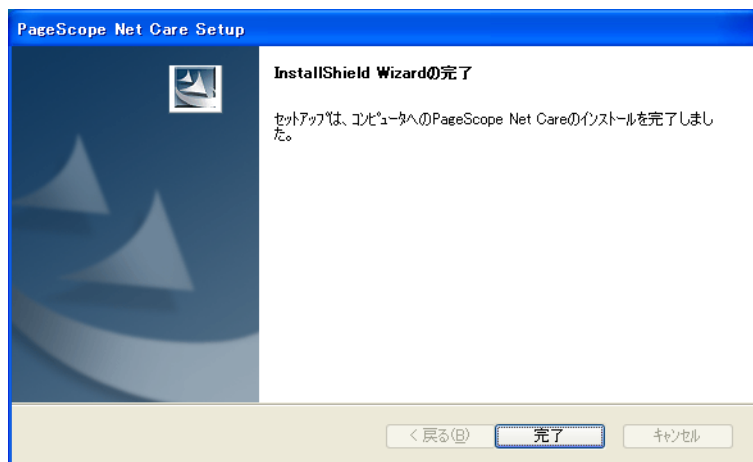 PageScope Net Care Setup
InstallShield Wizardの完了
セットアップは、コンピュータへのPageScope Net Careのインストールを完了しまし
た。
< 戻る(B)
完了
キャンセル